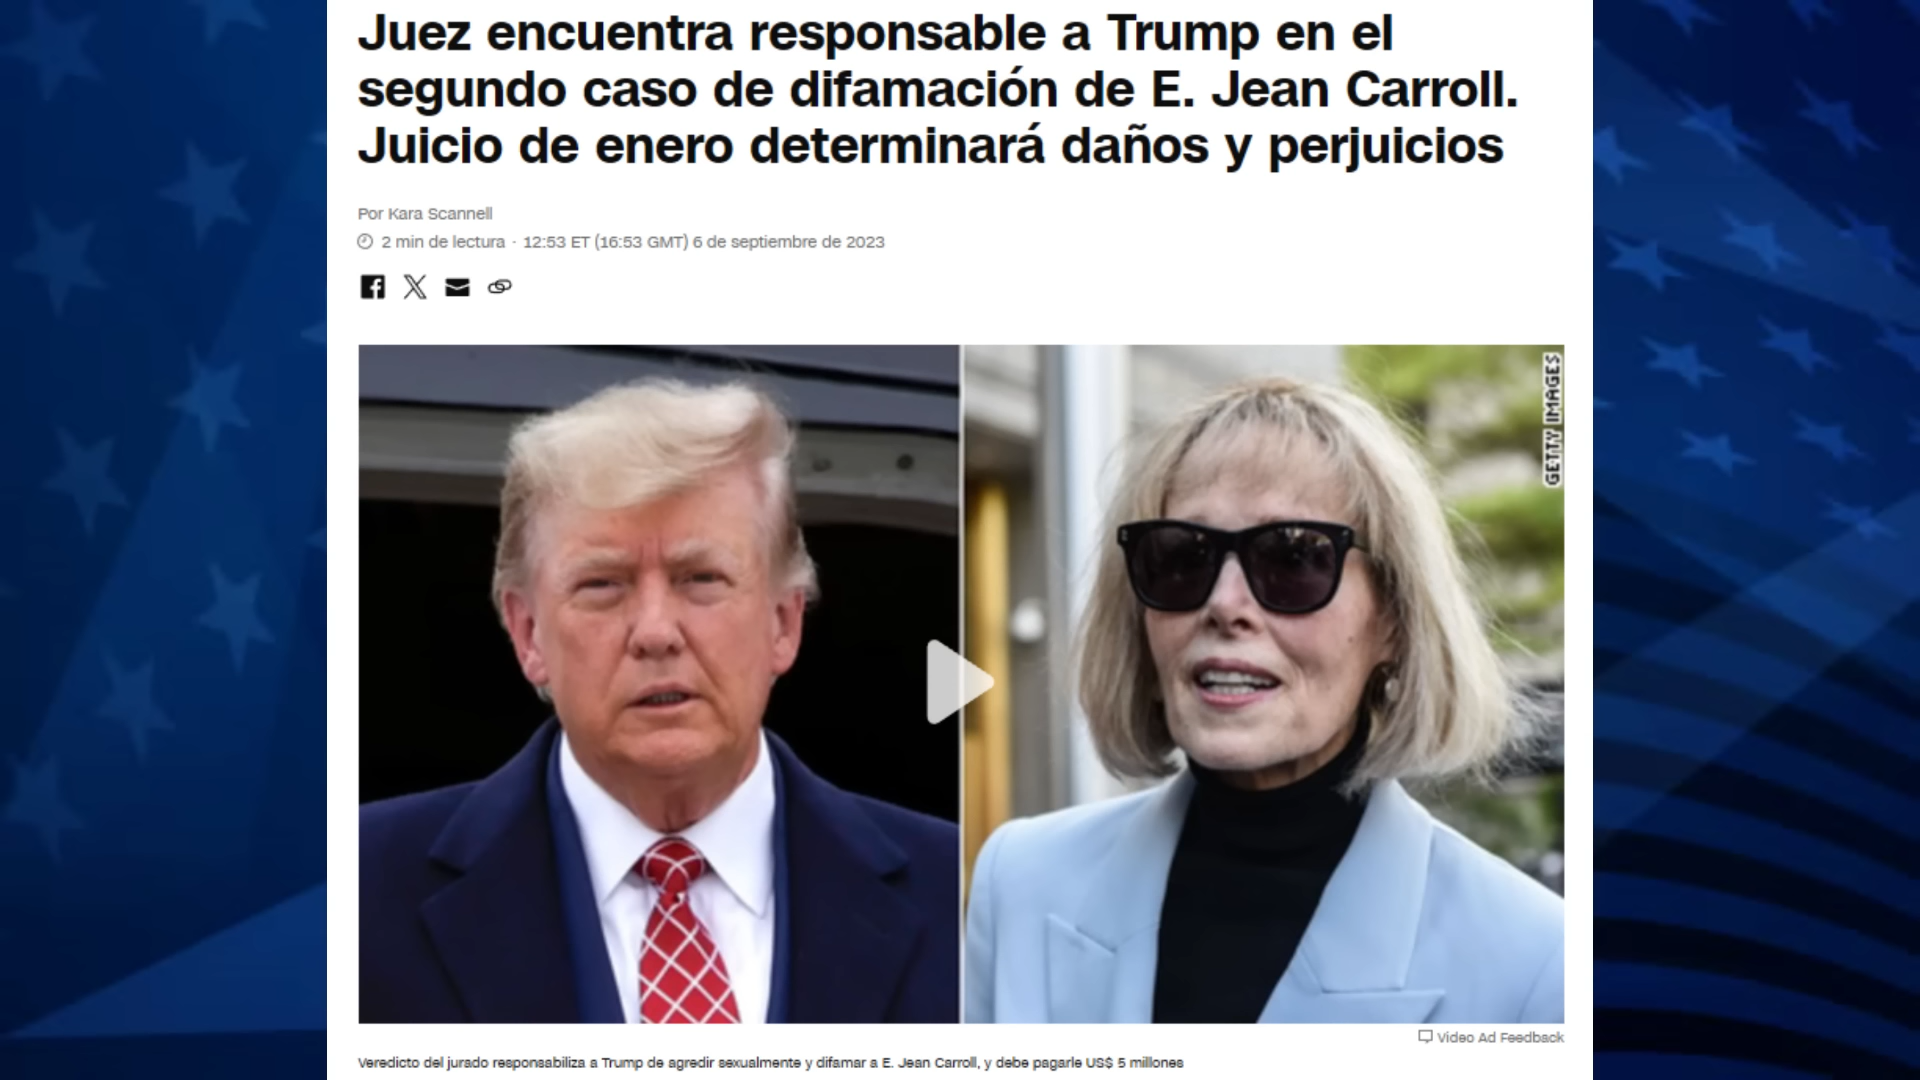 Juez encuentra responsable a Trump en el
segundo caso de difamación de E. Jean Carroll.
Juicio de enero determinará daños y perjuicios
Por Kara Scannell
2 min de lectura · 12:53 ET (16:53 GMT) 6 de septiembre de 2023
GETTY IMAGES
Video Ad Feedback
Veredicto del jurado responsabiliza a Trump de agredir sexualmente y difamar a E. Jean Carroll, y debe pagarle US$ 5 millones